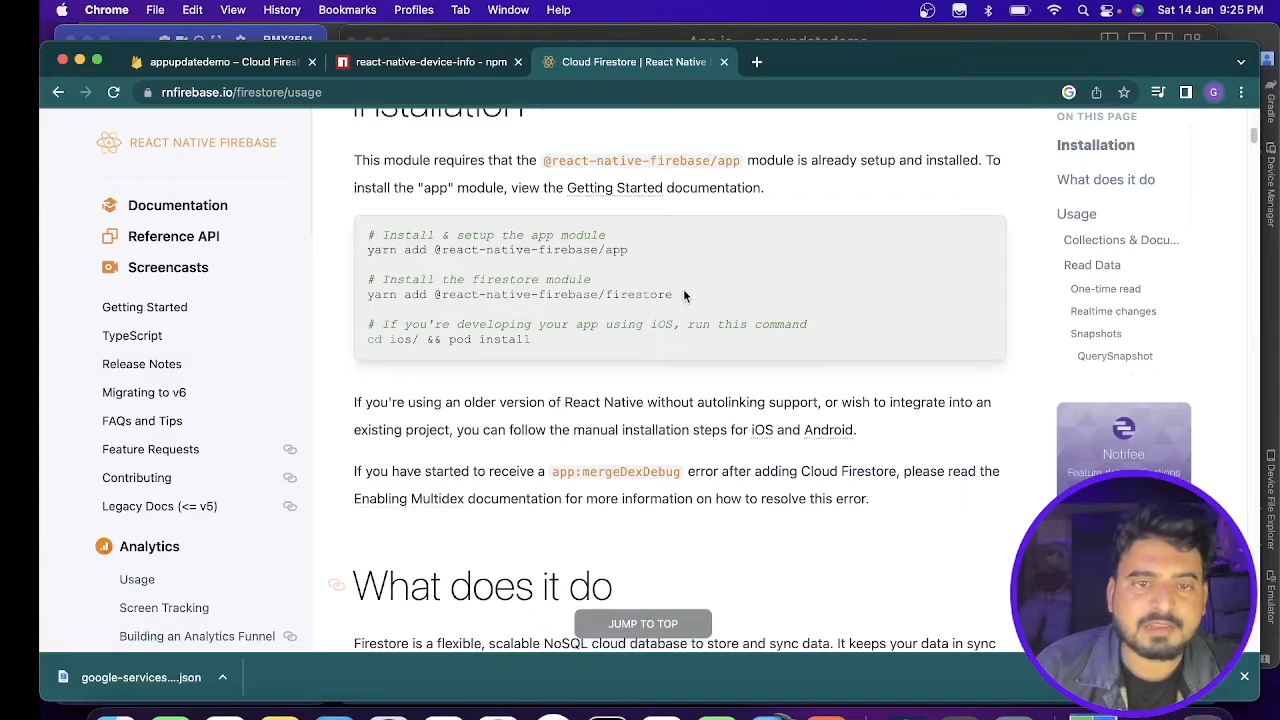 Chrome File Edit View History Bookmarks Profiles Tab Window Help Sat 14 Jan 9:25 PM
appupdatedemo – Cloud Firest
react-native-device-info - npm
Cloud Firestore | React Native
rnfirebase.io/firestore/usage
G
REACT NATIVE FIREBASE
Documentation
Reference API
Screencasts
Getting Started
TypeScript
Release Notes
Migrating to v6
FAQs and Tips
Feature Requests
Contributing
Legacy Docs (<= v5)
Analytics
Usage
Screen Tracking
Building an Analytics Funnel
Installation
This module requires that the @react-native-firebase/app module is already setup and installed. To
install the "app" module, view the Getting Started documentation.
# Install & setup the app module
yarn add @react-native-firebase/app
# Install the firestore module
yarn add @react-native-firebase/firestore
# If you're developing your app using iOS, run this command
cd ios/ && pod install
If you're using an older version of React Native without autolinking support, or wish to integrate into an
existing project, you can follow the manual installation steps for iOS and Android.
If you have started to receive a app:mergeDexDebug error after adding Cloud Firestore, please read the
Enabling Multidex documentation for more information on how to resolve this error.
What does it do
JUMP TO TOP
Firestore is a flexible, scalable NoSQL cloud database to store and sync data. It keeps your data in sync
ON THIS PAGE
Installation
What does it do
Usage
Collections & Docu...
Read Data
One-time read
Realtime changes
Snapshots
QuerySnapshot
Notifee
Gradle
Device Manager
Device File Explorer
Emulator
google-services....json